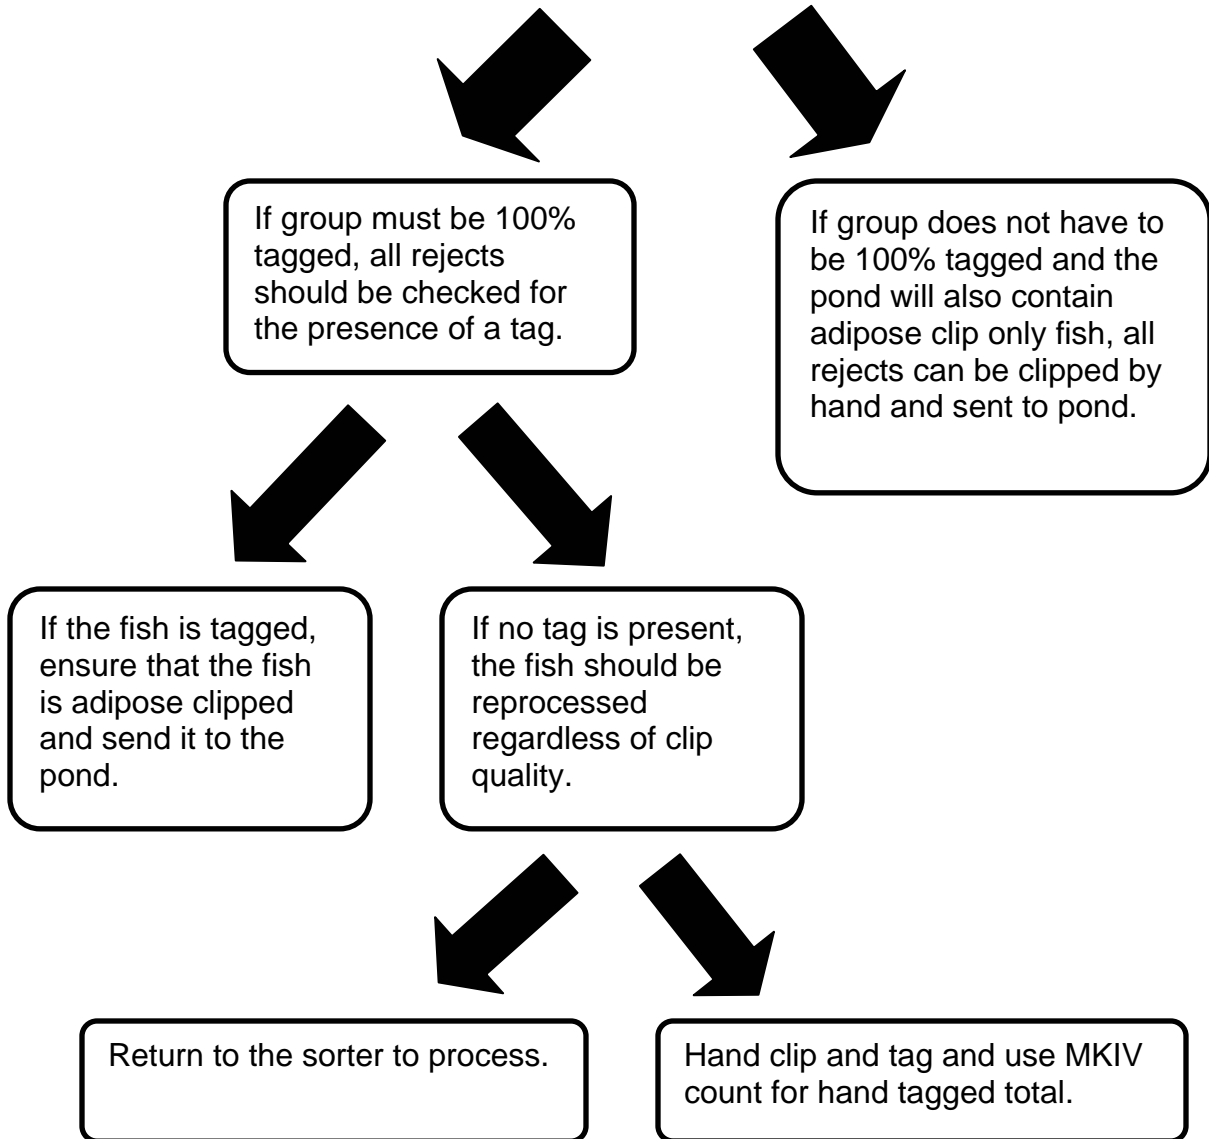 If group must be 100%
tagged, all rejects
should be checked for
the presence of a tag.
If group does not have to
be 100% tagged and the
pond will also contain
adipose clip only fish, all
rejects can be clipped by
hand and sent to pond.
If the fish is tagged,
ensure that the fish
is adipose clipped
and send it to the
pond.
If no tag is present,
the fish should be
reprocessed
regardless of clip
quality.
Return to the sorter to process.
Hand clip and tag and use MKIV
count for hand tagged total.